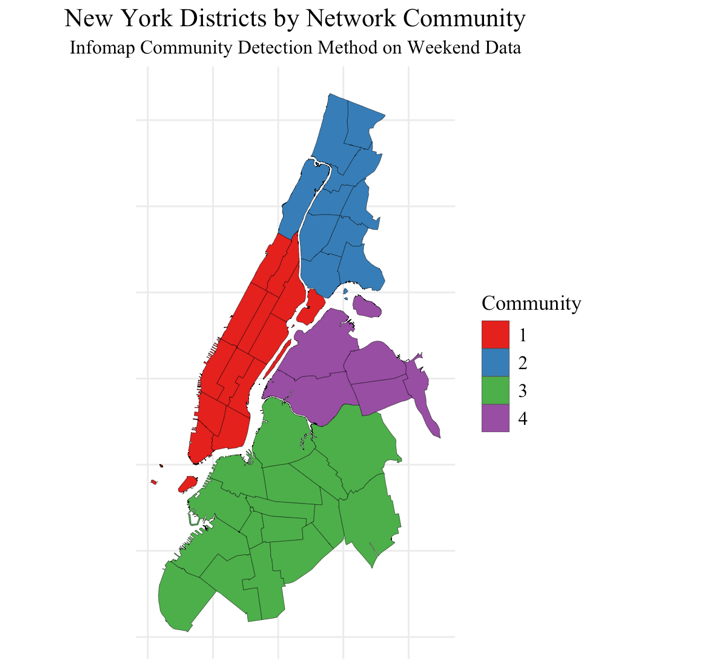 New York Districts by Network Community
Infomap Community Detection Method on Weekend Data
Community
1
2
3
4